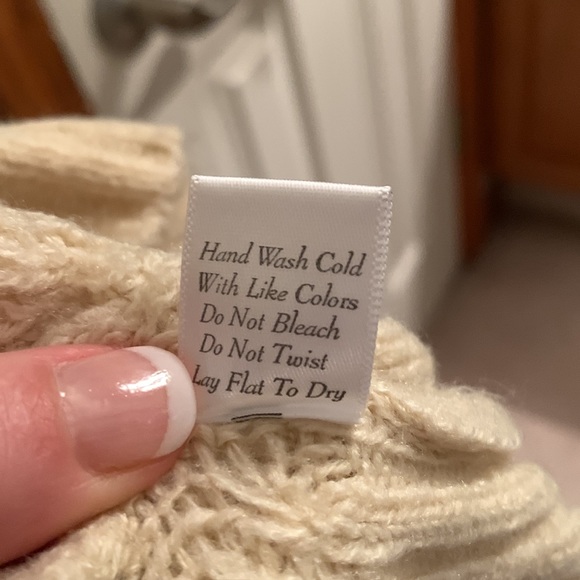 Hand Wash Cold
With Like Colors
Do Not Bleach
Do Not Twist
Lay Flat To Dry